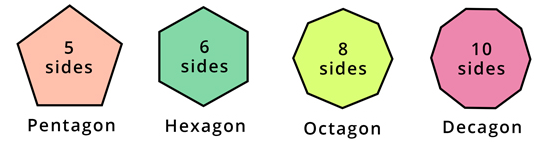 5
sides
Pentagon
6
sides
Hexagon
8
sides
Octagon
10
sides
Decagon